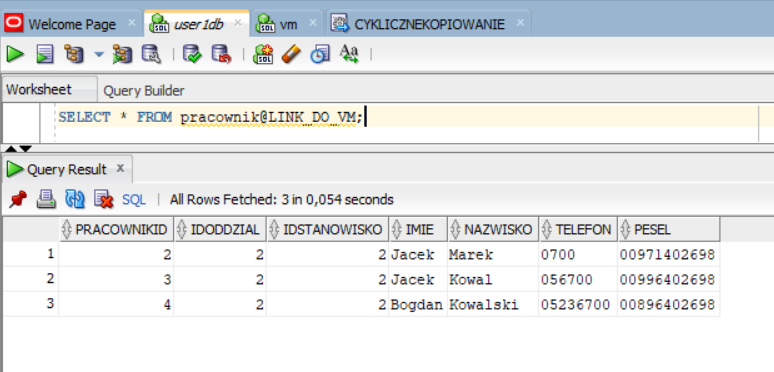 Welcome Page user1db vm CYKLICZNEKOPIOWANIE
Worksheet Query Builder
SELECT * FROM pracownik@LINK_DO_VM;
Query Result x
SQL | All Rows Fetched: 3 in 0,054 seconds
PRACOWNIKID IDODDZIAL IDSTANOWISKO IMIE NAZWISKO TELEFON PESEL
1 2 2 2 Jacek Marek 0700 00971402698
2 3 2 2 Jacek Kowal 056700 00996402698
3 4 2 2 Bogdan Kowalski 05236700 00896402698